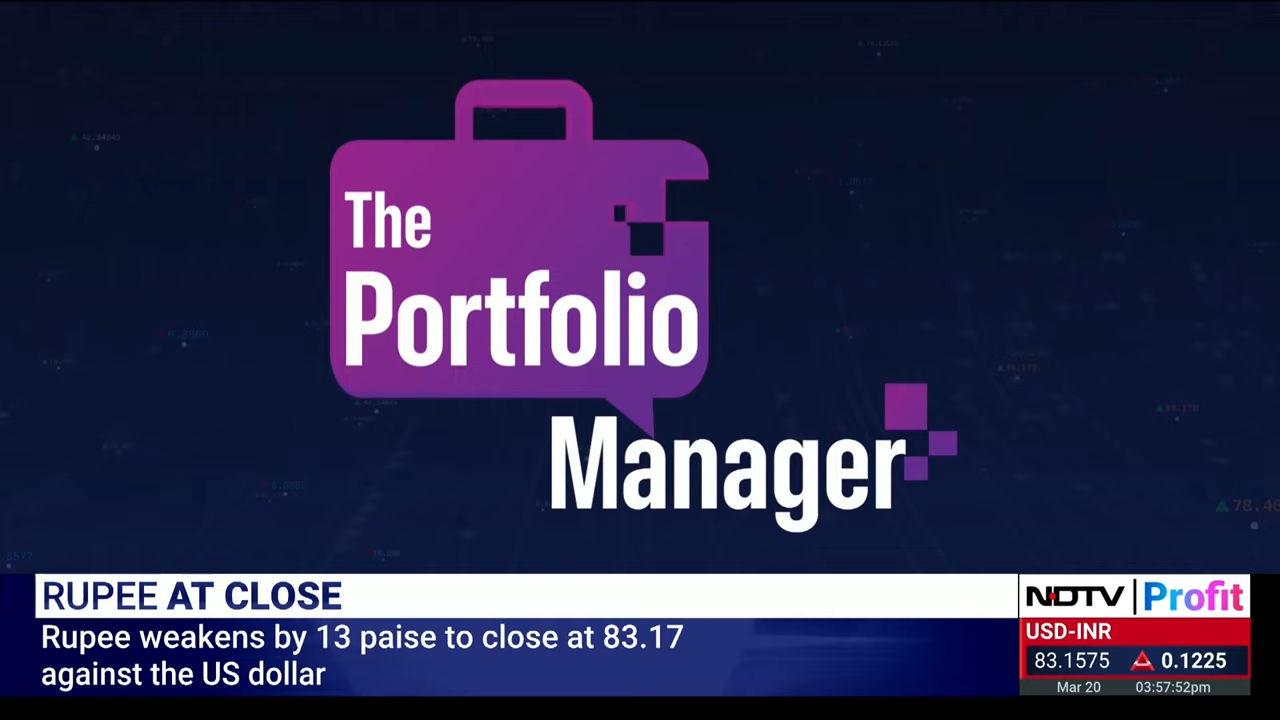 The
Portfolio
Manager
RUPEE AT CLOSE
Rupee weakens by 13 paise to close at 83.17
against the US dollar
NDTV Profit
USD-INR
83.1575 0.1225
Mar 20 03:57:52pm